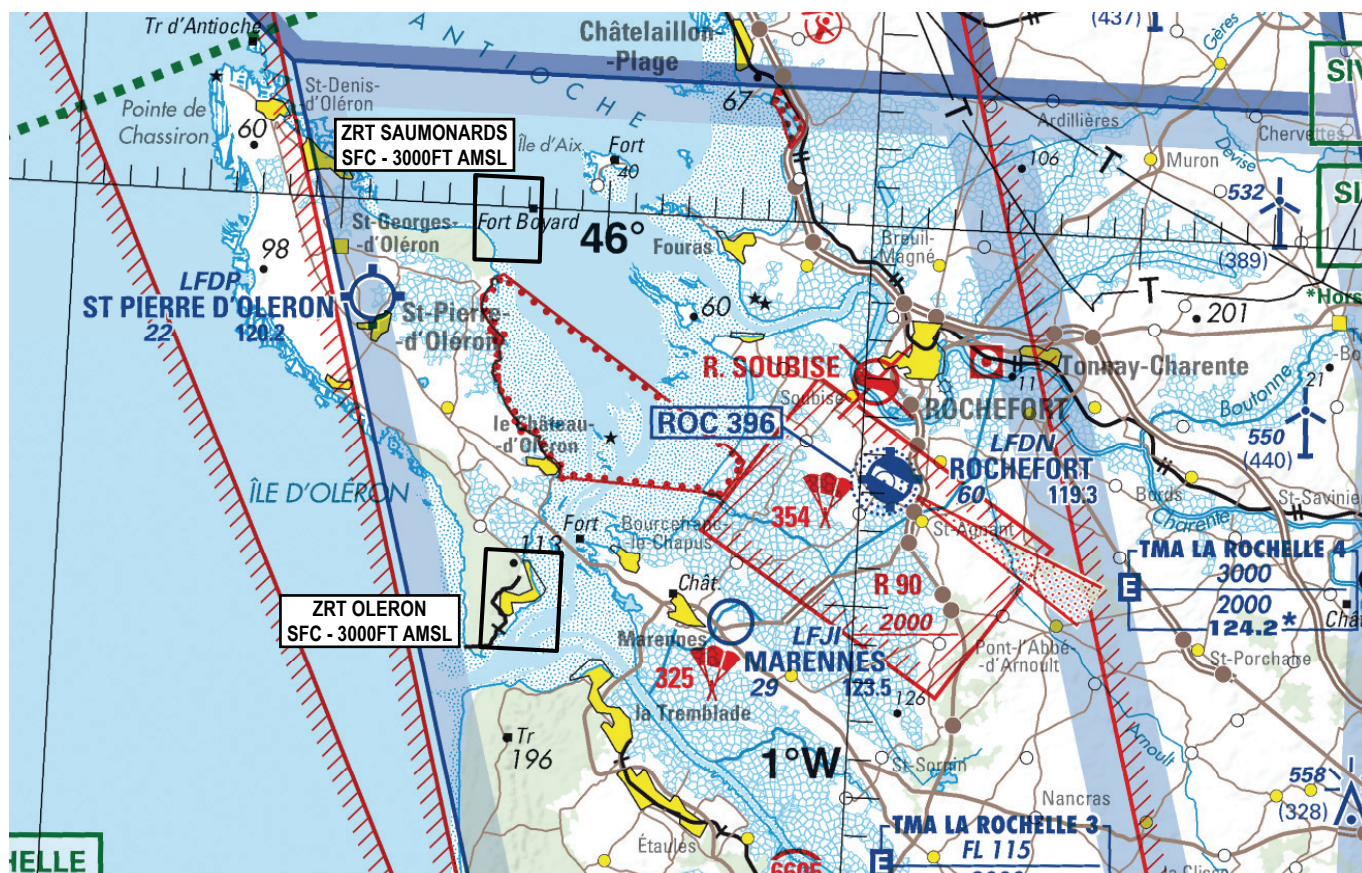 (437)
Tr d'Antioche
ANTIOCHE
Châtelaillon
-Plage
Gères
SIV
St-Denis-
d'Oléron
Pointe de
Chassiron
67
Ardillières
Chervettes
60
ZRT SAUMONARDS
SFC - 3000FT AMSL
Île d'Aix
Fort
40
106
T
T
T
Muron
Devise
532
(389)
Fort Boyard
46°
St-Georges-
-d'Oléron
Fouras
Breuil-
Magné
98
LFDP
ST PIERRE D'OLERON
22
120.2
St-Pierre-
-d'Oléron
60
201
*Hors
R. SOUBISE
Soubise
11
Tonnay-Charente
ROCHEFORT
21
Boutonne
550
(440)
ROC 396
le Château-
-d'Oléron
LFDN
ROCHEFORT
60
119.3
ÎLE D'OLÉRON
354
Bords
St-Savinien
Charente
St-Agnant
Fort
Bourcefranc-
-le-Chapus
113
TMA LA ROCHELLE 4
E
3000
2000
124.2*
ZRT OLERON
SFC - 3000FT AMSL
Chât.
R 90
2000
Marennes
LFJI
MARENNES
29
123.5
Pont-l'Abbé-
-d'Arnoult
St-Porchaire
325
la Tremblade
126
Tr
196
1°W
St-Sornin
Arnoult
Nancras
558
(328)
TMA LA ROCHELLE 3
E
FL 115
Étaules
HELLE